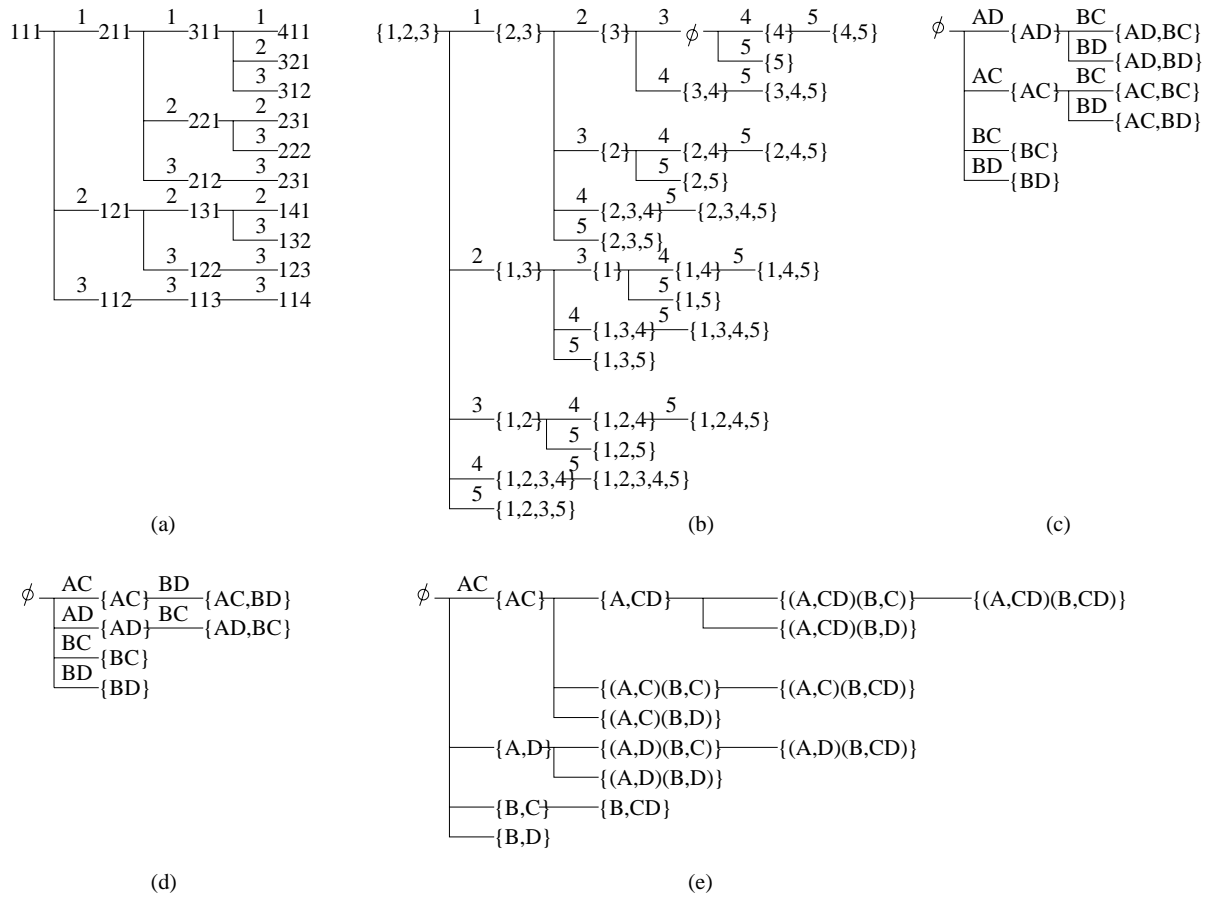 1 1 1
111 211 311 411
2
321
3
312
2 2
221 231
3
222
3 3
212 231
2 2 2
121 131 141
3
132
3 3
122 123
3 3 3
112 113 114
(a)
1 2 3 4 5
{1,2,3} {2,3} {3} ϕ {4} {4,5}
5
{5}
4 5
{3,4} {3,4,5}
3 4 5
{2} {2,4} {2,4,5}
5
{2,5}
4 5
{2,3,4} {2,3,4,5}
5
{2,3,5}
2 3 4 5
{1,3} {1} {1,4} {1,4,5}
5
{1,5}
4 5
{1,3,4} {1,3,4,5}
5
{1,3,5}
3 4 5
{1,2} {1,2,4} {1,2,4,5}
5
{1,2,5}
4 5
{1,2,3,4} {1,2,3,4,5}
5
{1,2,3,5}
(b)
AD BC
ϕ {AD} {AD,BC}
BD
{AD,BD}
AC BC
{AC} {AC,BC}
BD
{AC,BD}
BC
{BC}
BD
{BD}
(c)
AC BD
ϕ {AC} {AC,BD}
AD BC
{AD} {AD,BC}
BC
{BC}
BD
{BD}
(d)
AC
ϕ {AC} {A,CD} {(A,CD)(B,C)} {(A,CD)(B,CD)}
{(A,CD)(B,D)}
{(A,C)(B,C)} {(A,C)(B,CD)}
{(A,C)(B,D)}
{A,D} {(A,D)(B,C)} {(A,D)(B,CD)}
{(A,D)(B,D)}
{B,C} {B,CD}
{B,D}
(e)